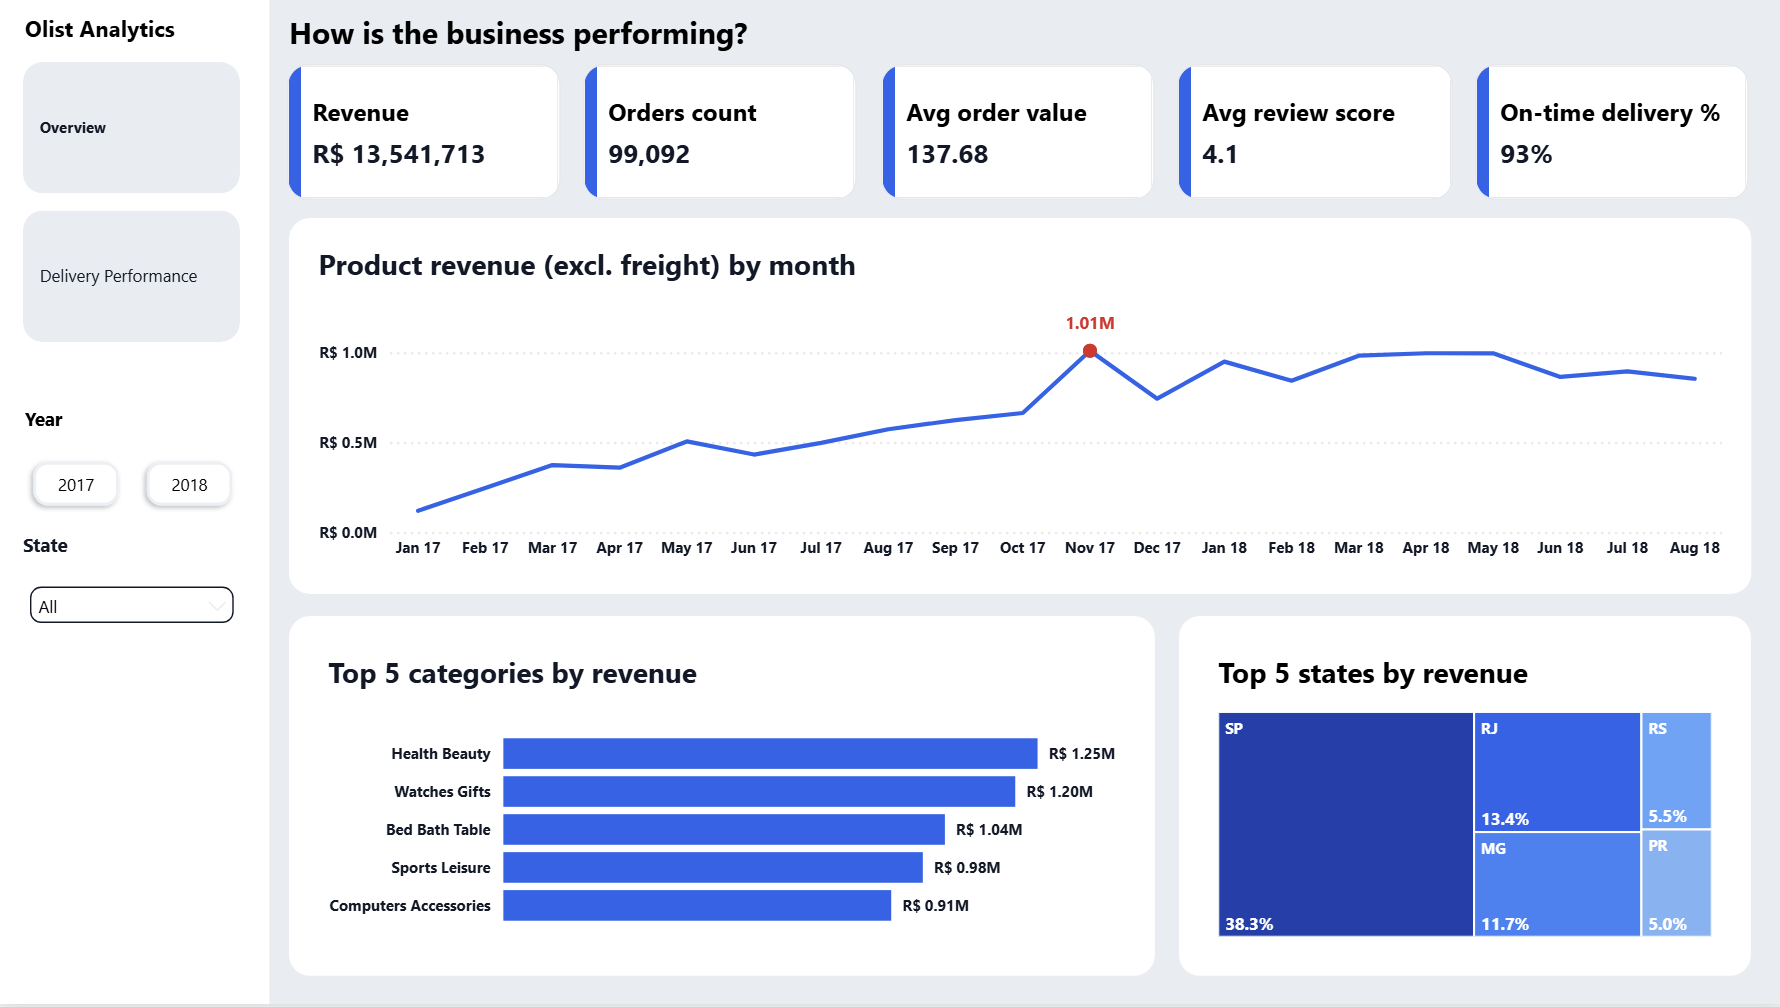 Olist Analytics
Overview
Delivery Performance
Year
2017 2018
State
All
How is the business performing?
Revenue
R$ 13,541,713
Orders count
99,092
Avg order value
137.68
Avg review score
4.1
On-time delivery %
93%
Product revenue (excl. freight) by month
1.01M
R$ 1.0M
R$ 0.5M
R$ 0.0M
Jan 17 Feb 17 Mar 17 Apr 17 May 17 Jun 17 Jul 17 Aug 17 Sep 17 Oct 17 Nov 17 Dec 17 Jan 18 Feb 18 Mar 18 Apr 18 May 18 Jun 18 Jul 18 Aug 18
Top 5 categories by revenue
Health Beauty R$ 1.25M
Watches Gifts R$ 1.20M
Bed Bath Table R$ 1.04M
Sports Leisure R$ 0.98M
Computers Accessories R$ 0.91M
Top 5 states by revenue
SP
38.3%
RJ
13.4%
MG
11.7%
RS
5.5%
PR
5.0%